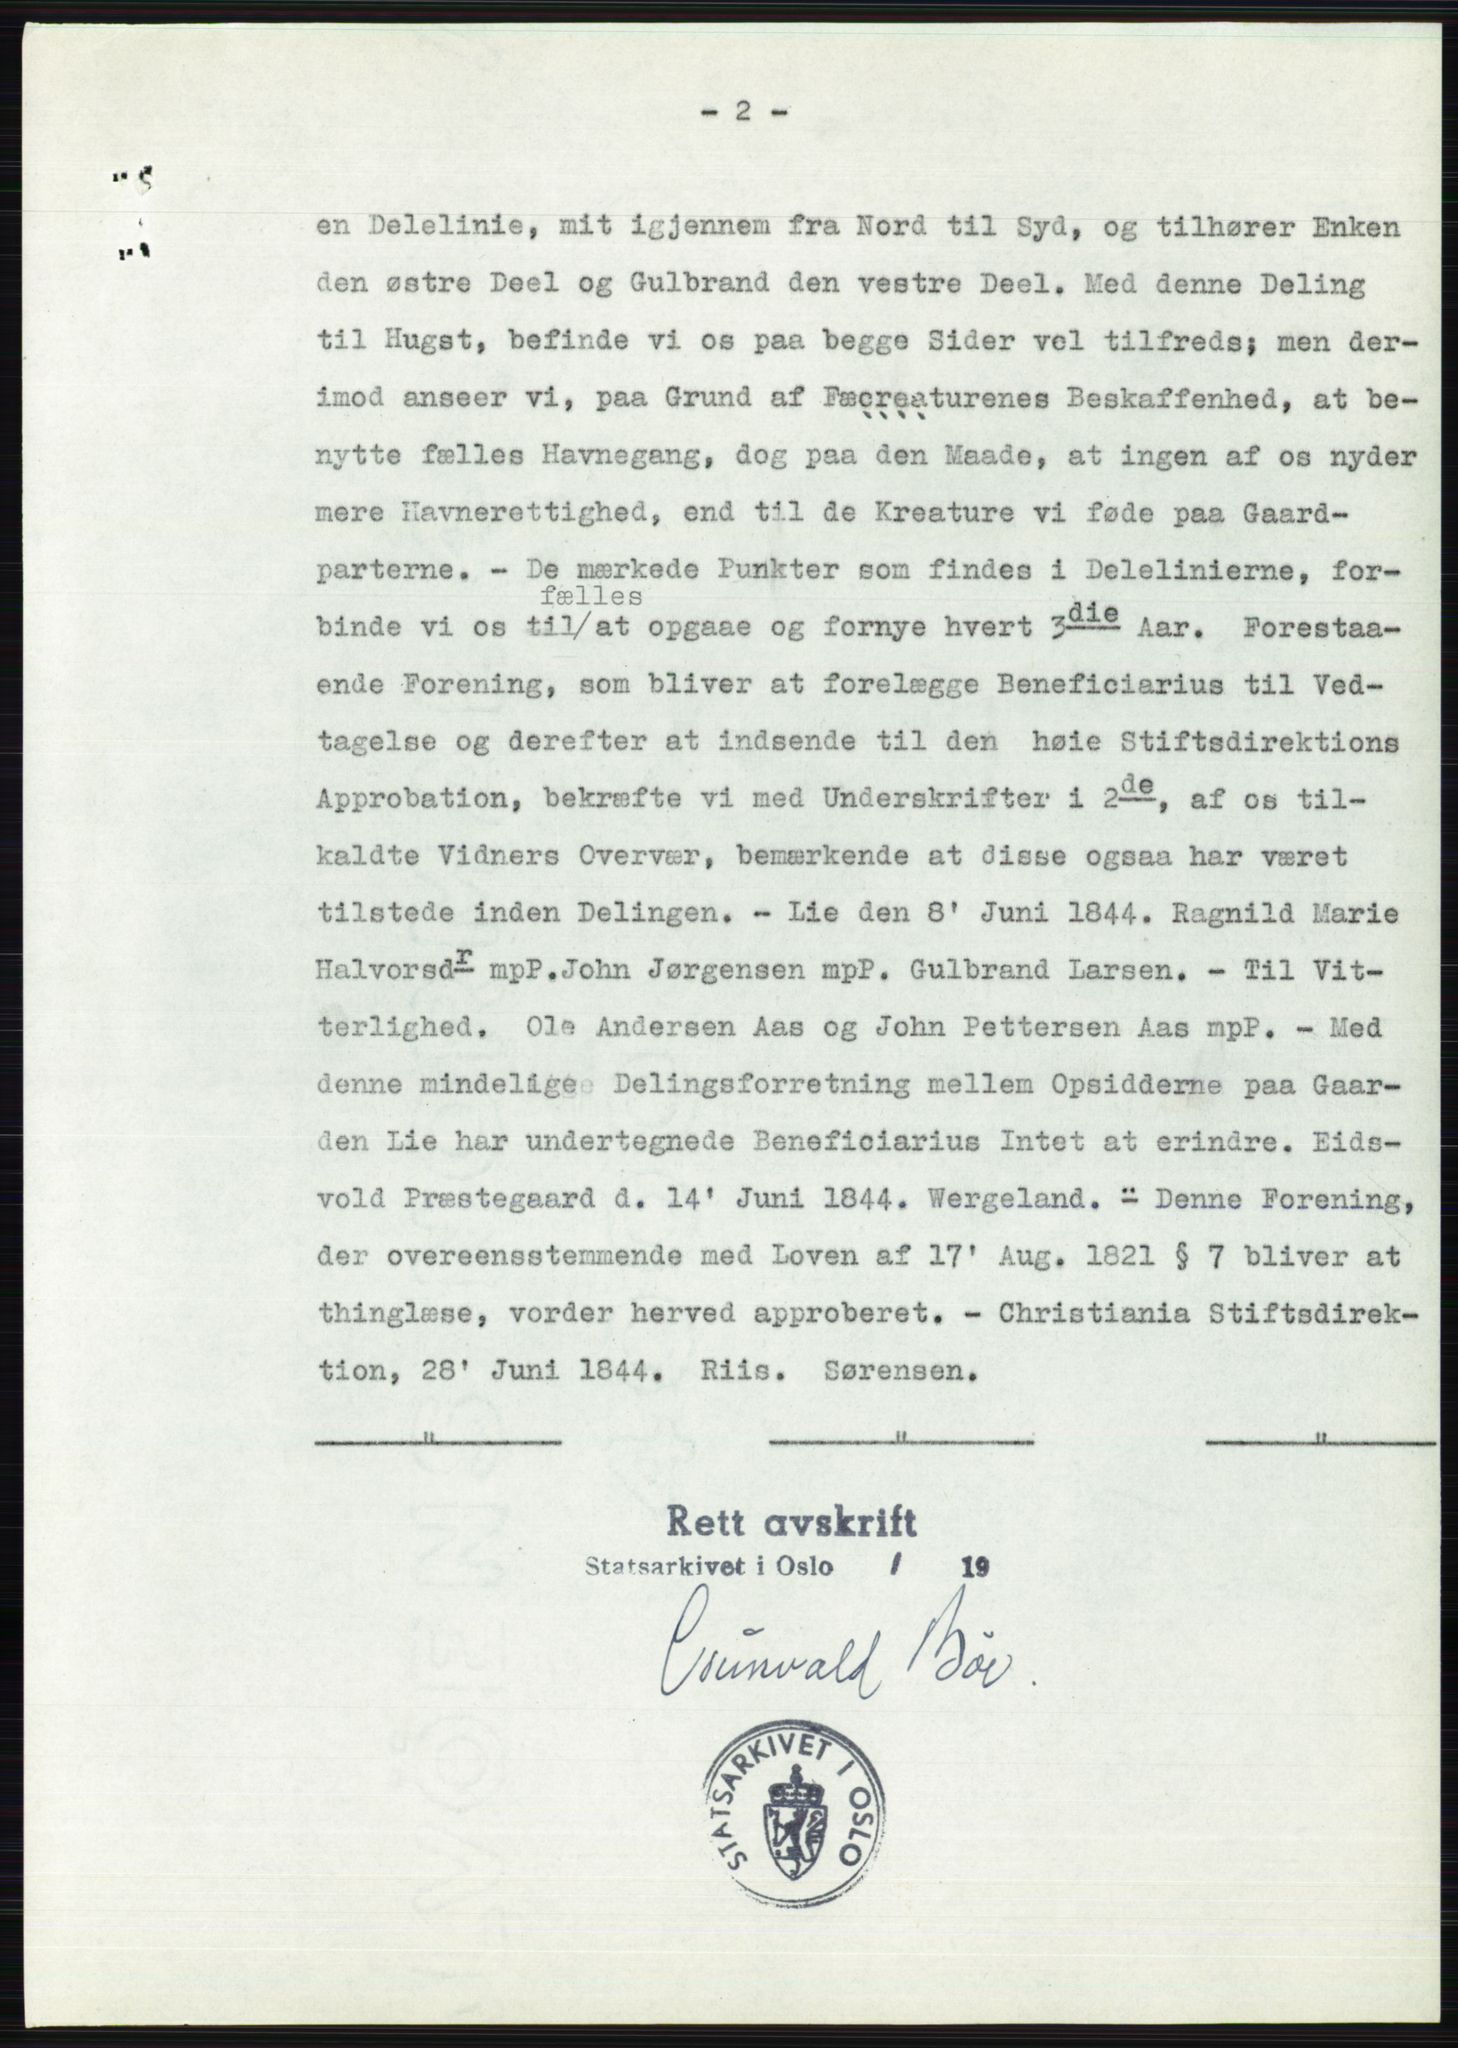 - 2 -
en Delelinie, mit igjennem fra Nord til Syd, og tilhører Enken
den østre Deel og Gulbrand den vestre Deel. Med denne Deling
til Hugst, befinde vi os paa begge Sider vel tilfreds; men der-
imod anseer vi, paa Grund af Fæcreaturenes Beskaffenhed, at be-
nytte fælles Havnegang, dog paa den Maade, at ingen af os nyder
mere Havnerettighed, end til de Kreature vi føde paa Gaard-
parterne. - De mærkede Punkter som findes i Delelinierne, for-
fælles
binde vi os til/at opgaae og fornye hvert 3die Aar. Forestaa-
ende Forening, som bliver at forelægge Beneficiarius til Ved-
tagelse og derefter at indsende til den høie Stiftsdirektions
Approbation, bekræfte vi med Underskrifter i 2de, af os til-
kaldte Vidners Overvær, bemærkende at disse ogsaa har været
tilstede inden Delingen. - Lie den 8' Juni 1844. Ragnild Marie
Halvorsdr mpP.John Jørgensen mpP. Gulbrand Larsen. - Til Vit-
terlighed. Ole Andersen Aas og John Pettersen Aas mpP. - Med
denne mindelige Delingsforretning mellem Opsidderne paa Gaar-
den Lie har undertegnede Beneficiarius Intet at erindre. Eids-
vold Præstegaard d. 14' Juni 1844. Wergeland. - Denne Forening,
der overeensstemmende med Loven af 17' Aug. 1821 § 7 bliver at
thinglæse, vorder herved approberet. - Christiania Stiftsdirek-
tion, 28' Juni 1844. Riis. Sørensen.
" " "
Rett avskrift
Statsarkivet i Oslo / 19
Bøe.
STATSARKIVET I OSLO